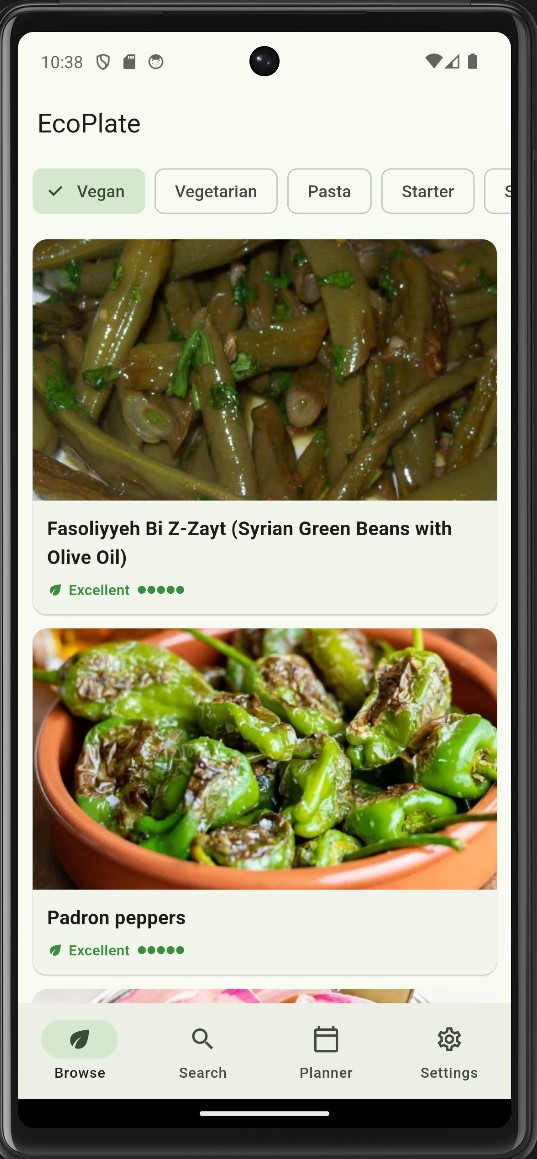 10:38
EcoPlate
Vegan
Vegetarian
Pasta
Starter
Fasoliyyeh Bi Z-Zayt (Syrian Green Beans with
Olive Oil)
Excellent
Padron peppers
Excellent
Browse
Search
Planner
Settings